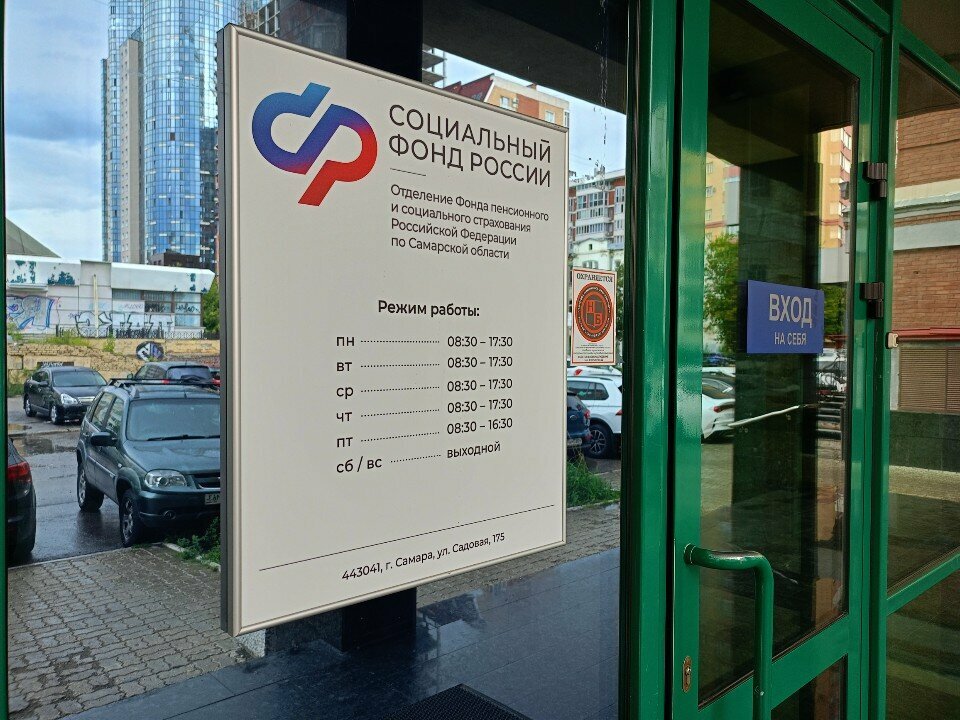 СОЦИАЛЬНЫЙ
ФОНД РОССИИ
Отделение Фонда пенсионного
и социального страхования
Российской Федерации
по Самарской области
Режим работы:
пн 08:30 – 17:30
вт 08:30 – 17:30
ср 08:30 – 17:30
чт 08:30 – 17:30
пт 08:30 – 16:30
сб / вс выходной
443041, г. Самара, ул. Садовая, 175
ОХРАНЯЕТСЯ
ВХОД
НА СЕБЯ